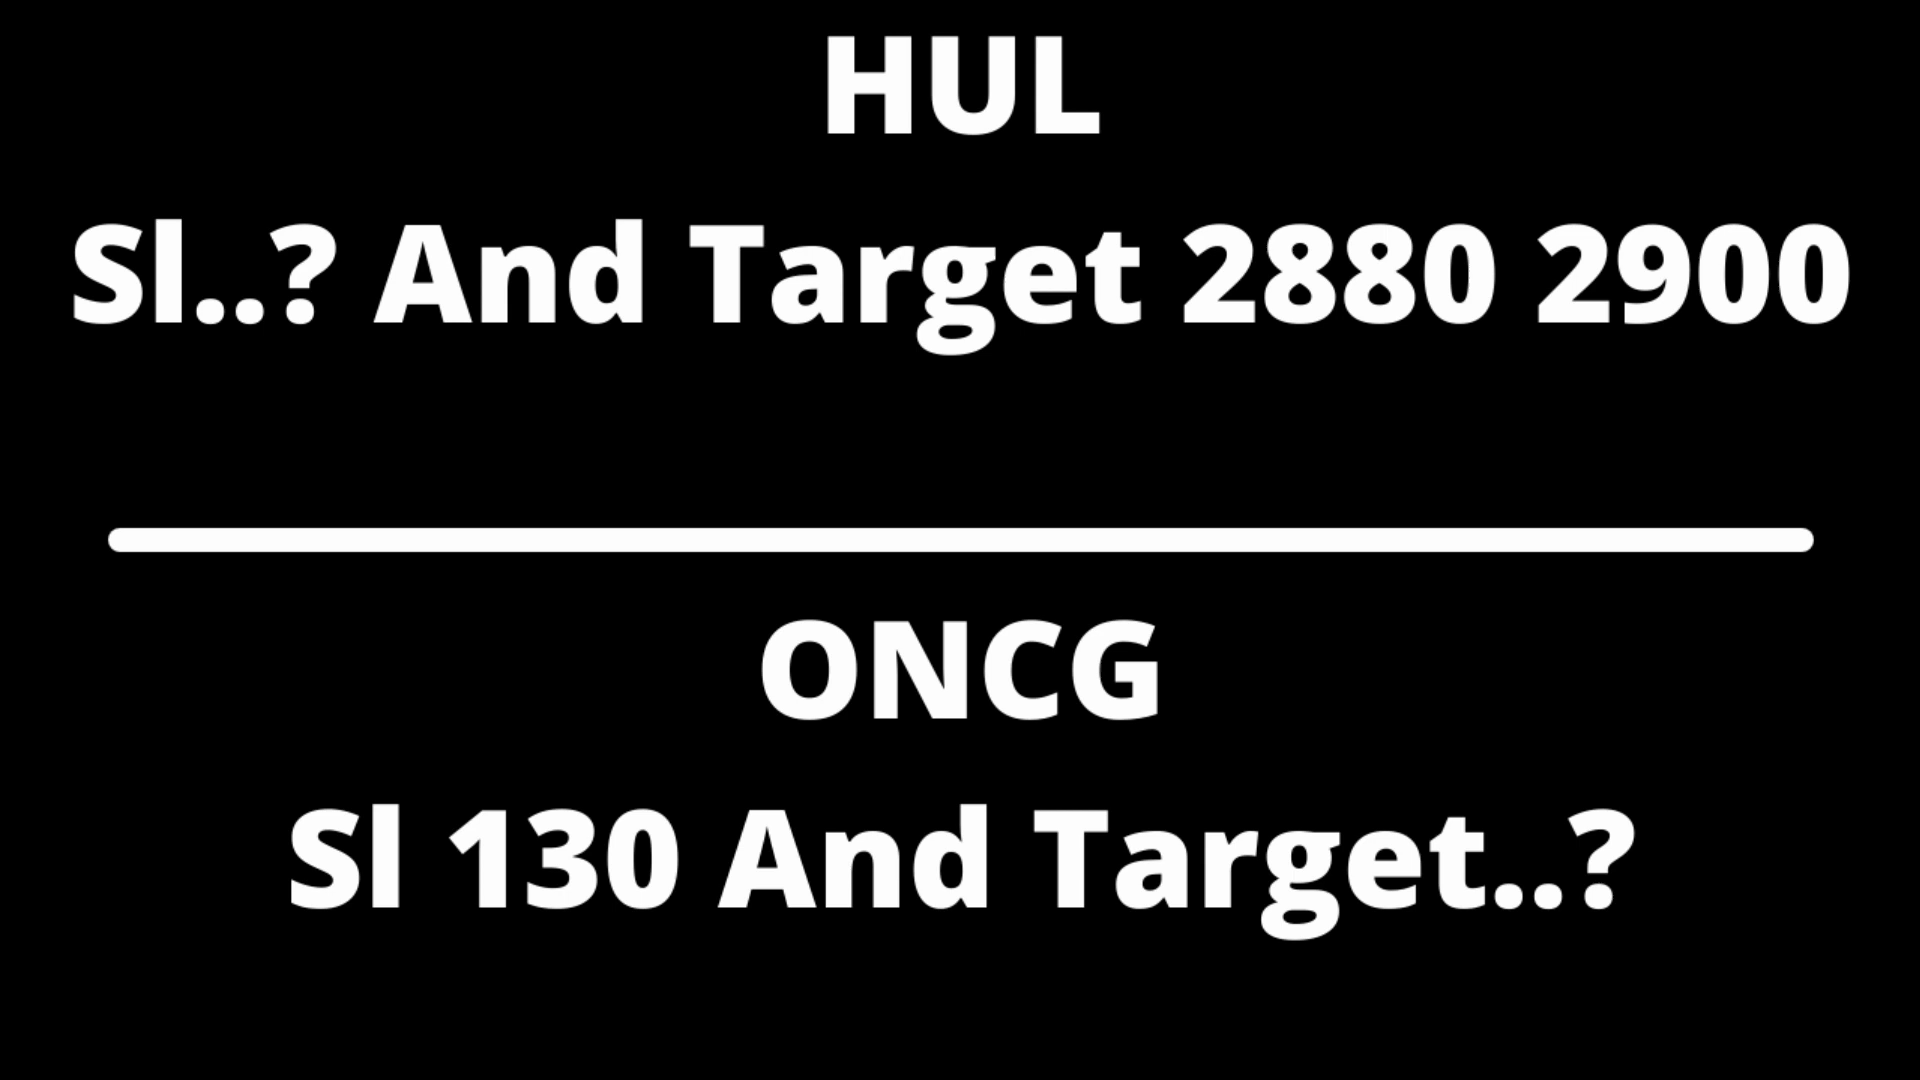 HUL
Sl..? And Target 2880 2900
ONCG
Sl 130 And Target..?